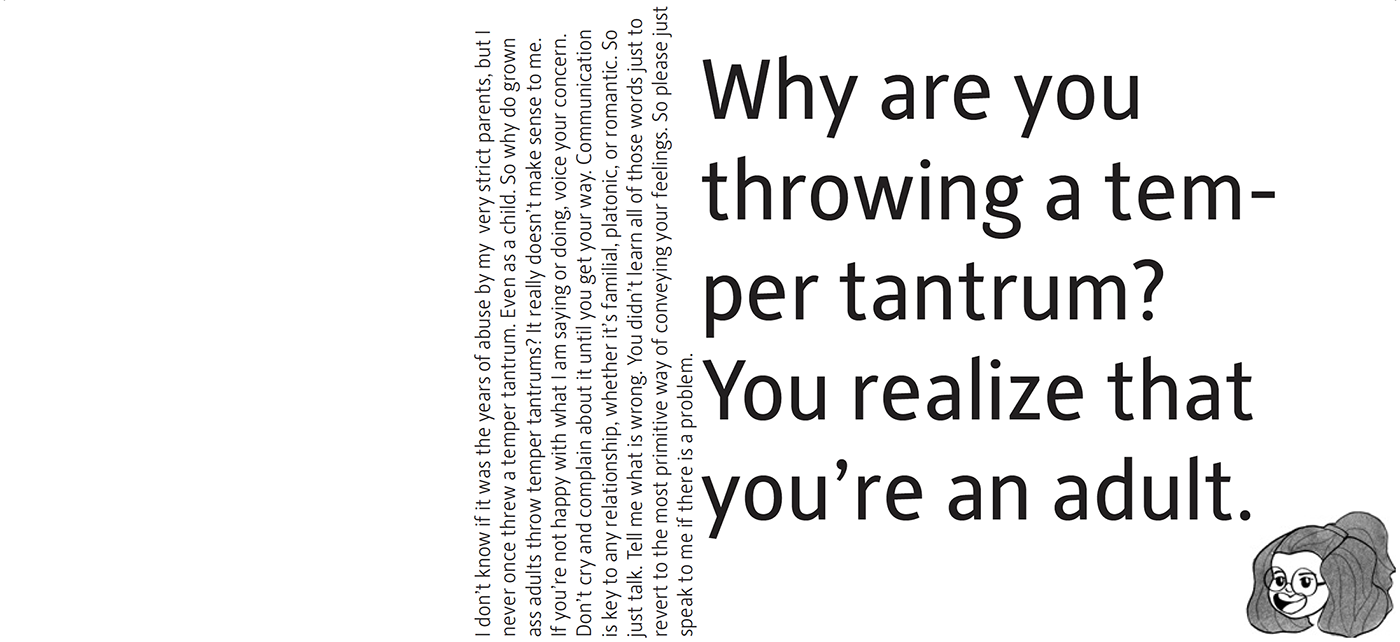 I don't know if it was the years of abuse by my very strict parents, but I
never once threw a temper tantrum. Even as a child. So why do grown
ass adults throw temper tantrums? It really doesn't make sense to me.
If you're not happy with what I am saying or doing, voice your concern.
Don't cry and complain about it until you get your way. Communication
is key to any relationship, whether it's familial, platonic, or romantic. So
just talk. Tell me what is wrong. You didn't learn all of those words just to
revert to the most primitive way of conveying your feelings. So please just
speak to me if there is a problem.
Why are you
throwing a tem-
per tantrum?
You realize that
you're an adult.